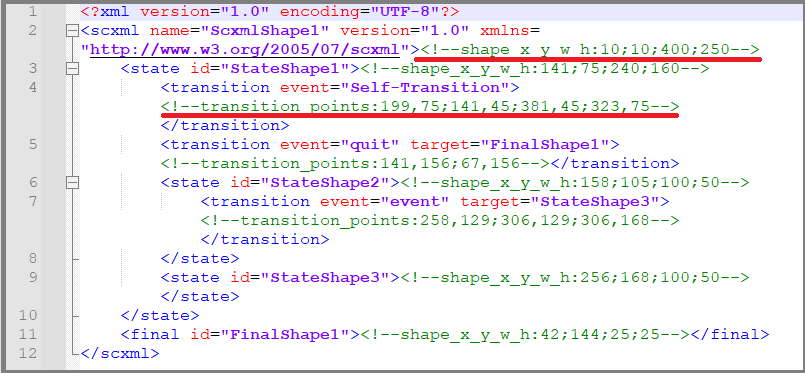 1 <?xml version="1.0" encoding="UTF-8"?>
2 <scxml name="ScxmlShape1" version="1.0" xmlns=
"http://www.w3.org/2005/07/scxml"><!--shape_x_y_w_h:10;10;400;250-->
3 <state id="StateShape1"><!--shape_x_y_w_h:141;75;240;160-->
4 <transition event="Self-Transition">
<!--transition_points:199,75;141,45;381,45;323,75-->
</transition>
5 <transition event="quit" target="FinalShape1">
<!--transition_points:141,156;67,156--></transition>
6 <state id="StateShape2"><!--shape_x_y_w_h:158;105;100;50-->
7 <transition event="event" target="StateShape3">
<!--transition_points:258,129;306,129;306,168-->
</transition>
8 </state>
9 <state id="StateShape3"><!--shape_x_y_w_h:256;168;100;50-->
</state>
10 </state>
11 <final id="FinalShape1"><!--shape_x_y_w_h:42;144;25;25--></final>
12 </scxml>